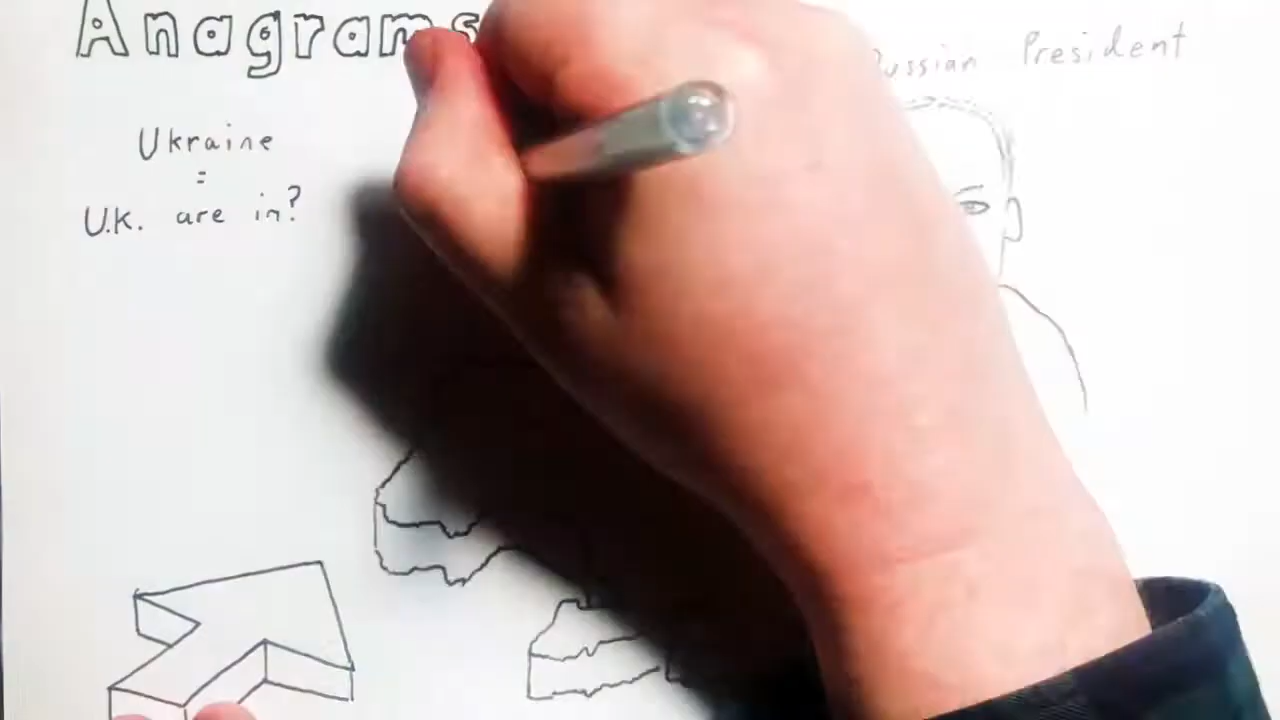 Anagrams
President
Ukraine
=
U.K. are in?